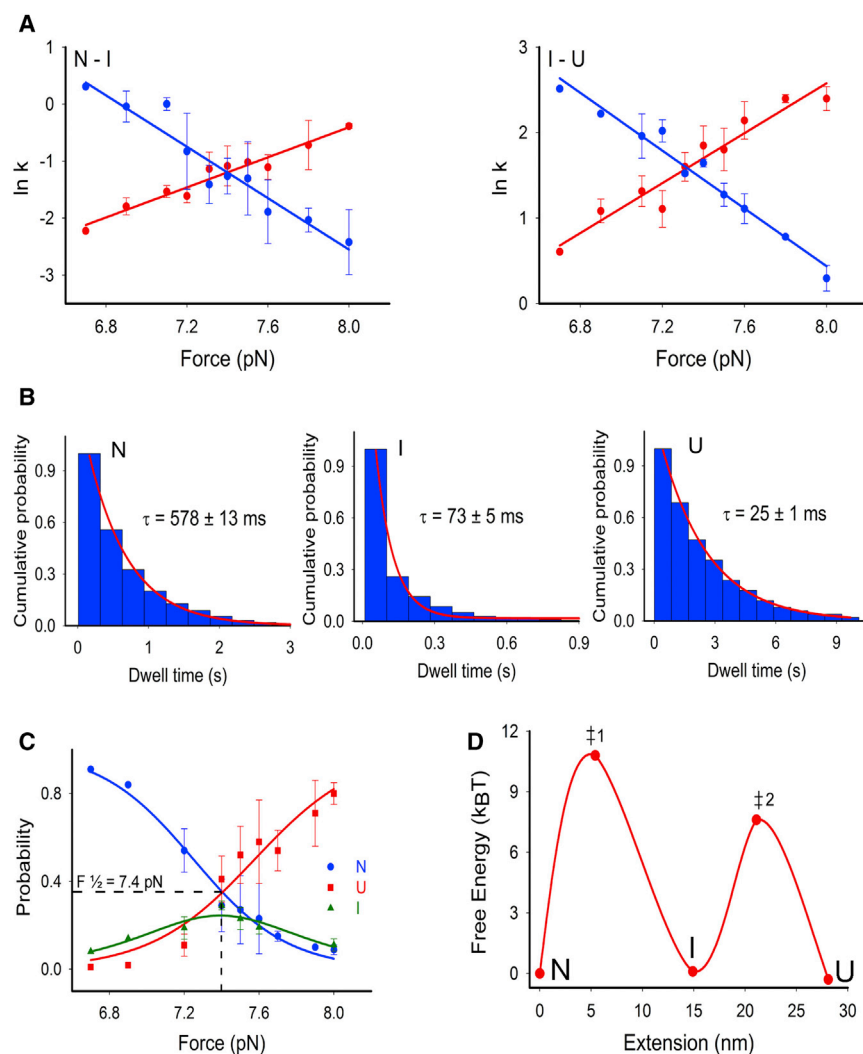 A
N - I
I - U
1
0
-1
-2
-3
ln k
6.8 7.2 7.6 8.0
Force (pN)
3
2
1
0
ln k
6.8 7.2 7.6 8.0
Force (pN)
B
N
τ = 578 ± 13 ms
0.9
0.6
0.3
0.0
Cumulative probability
0 1 2 3
Dwell time (s)
I
τ = 73 ± 5 ms
0.9
0.6
0.3
0.0
Cumulative probability
0.0 0.3 0.6 0.9
Dwell time (s)
U
τ = 25 ± 1 ms
0.9
0.6
0.3
0.0
Cumulative probability
0 3 6 9
Dwell time (s)
C
0.8
0.4
0.0
Probability
F ½ = 7.4 pN
N
U
I
6.8 7.2 7.6 8.0
Force (pN)
D
12
9
6
3
0
Free Energy (kBT)
‡1
‡2
N
I
U
0 5 10 15 20 25 30
Extension (nm)